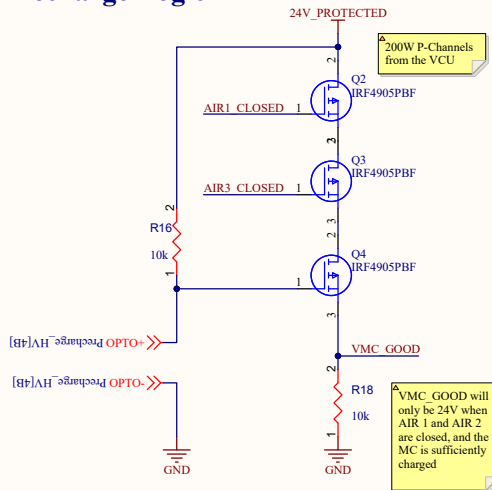 24V_PROTECTED
200W P-Channels
from the VCU
2
Q2
IRF4905PBF
AIR1_CLOSED
1
3
Q3
IRF4905PBF
AIR3_CLOSED
1
3
2
2
R16
10k
1
Q4
IRF4905PBF
1
3
Precharge_HV[4B] OPTO+
VMC_GOOD
Precharge_HV[4B] OPTO-
2
R18
10k
1
VMC_GOOD will
only be 24V when
AIR 1 and AIR 2
are closed, and the
MC is sufficiently
charged
GND
GND